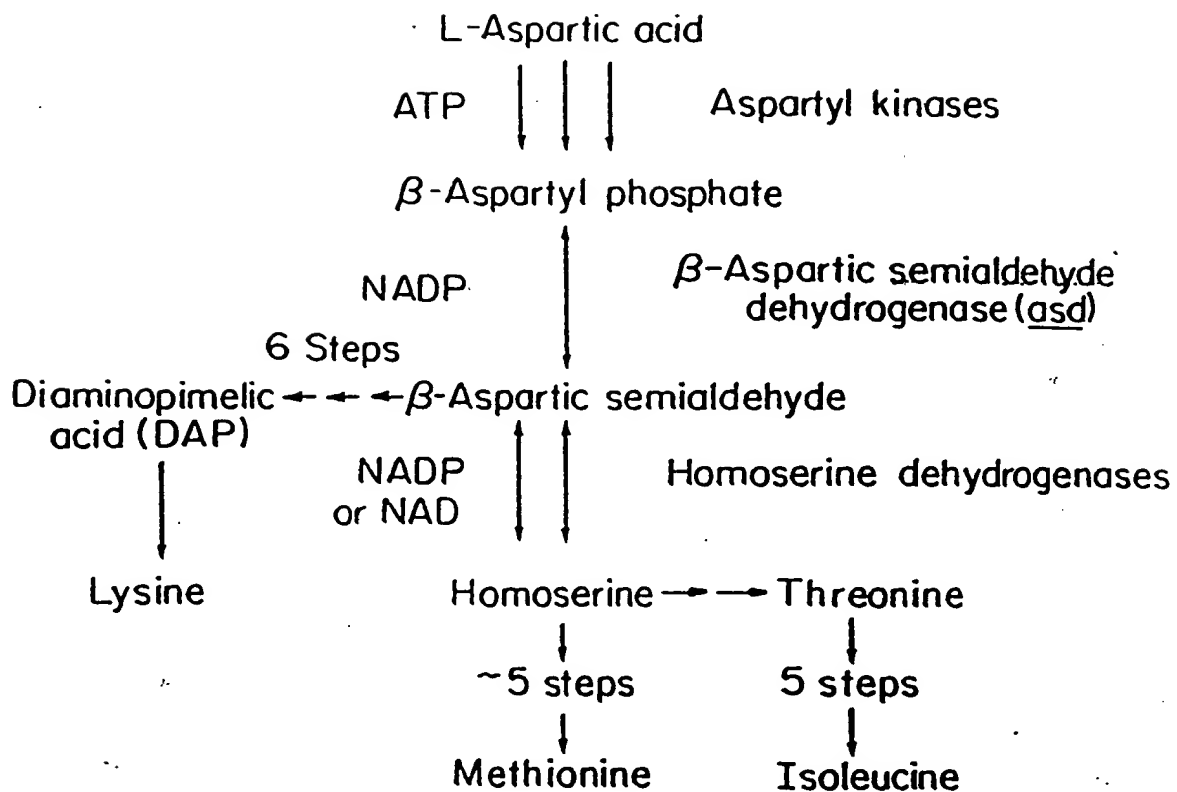 L-Aspartic acid
ATP
Aspartyl kinases
β-Aspartyl phosphate
NADP
β-Aspartic semialdehyde
dehydrogenase (asd)
6 Steps
Diaminopimelic
acid (DAP)
β-Aspartic semialdehyde
NADP
or NAD
Homoserine dehydrogenases
Lysine
Homoserine
Threonine
~5 steps
5 steps
Methionine
Isoleucine